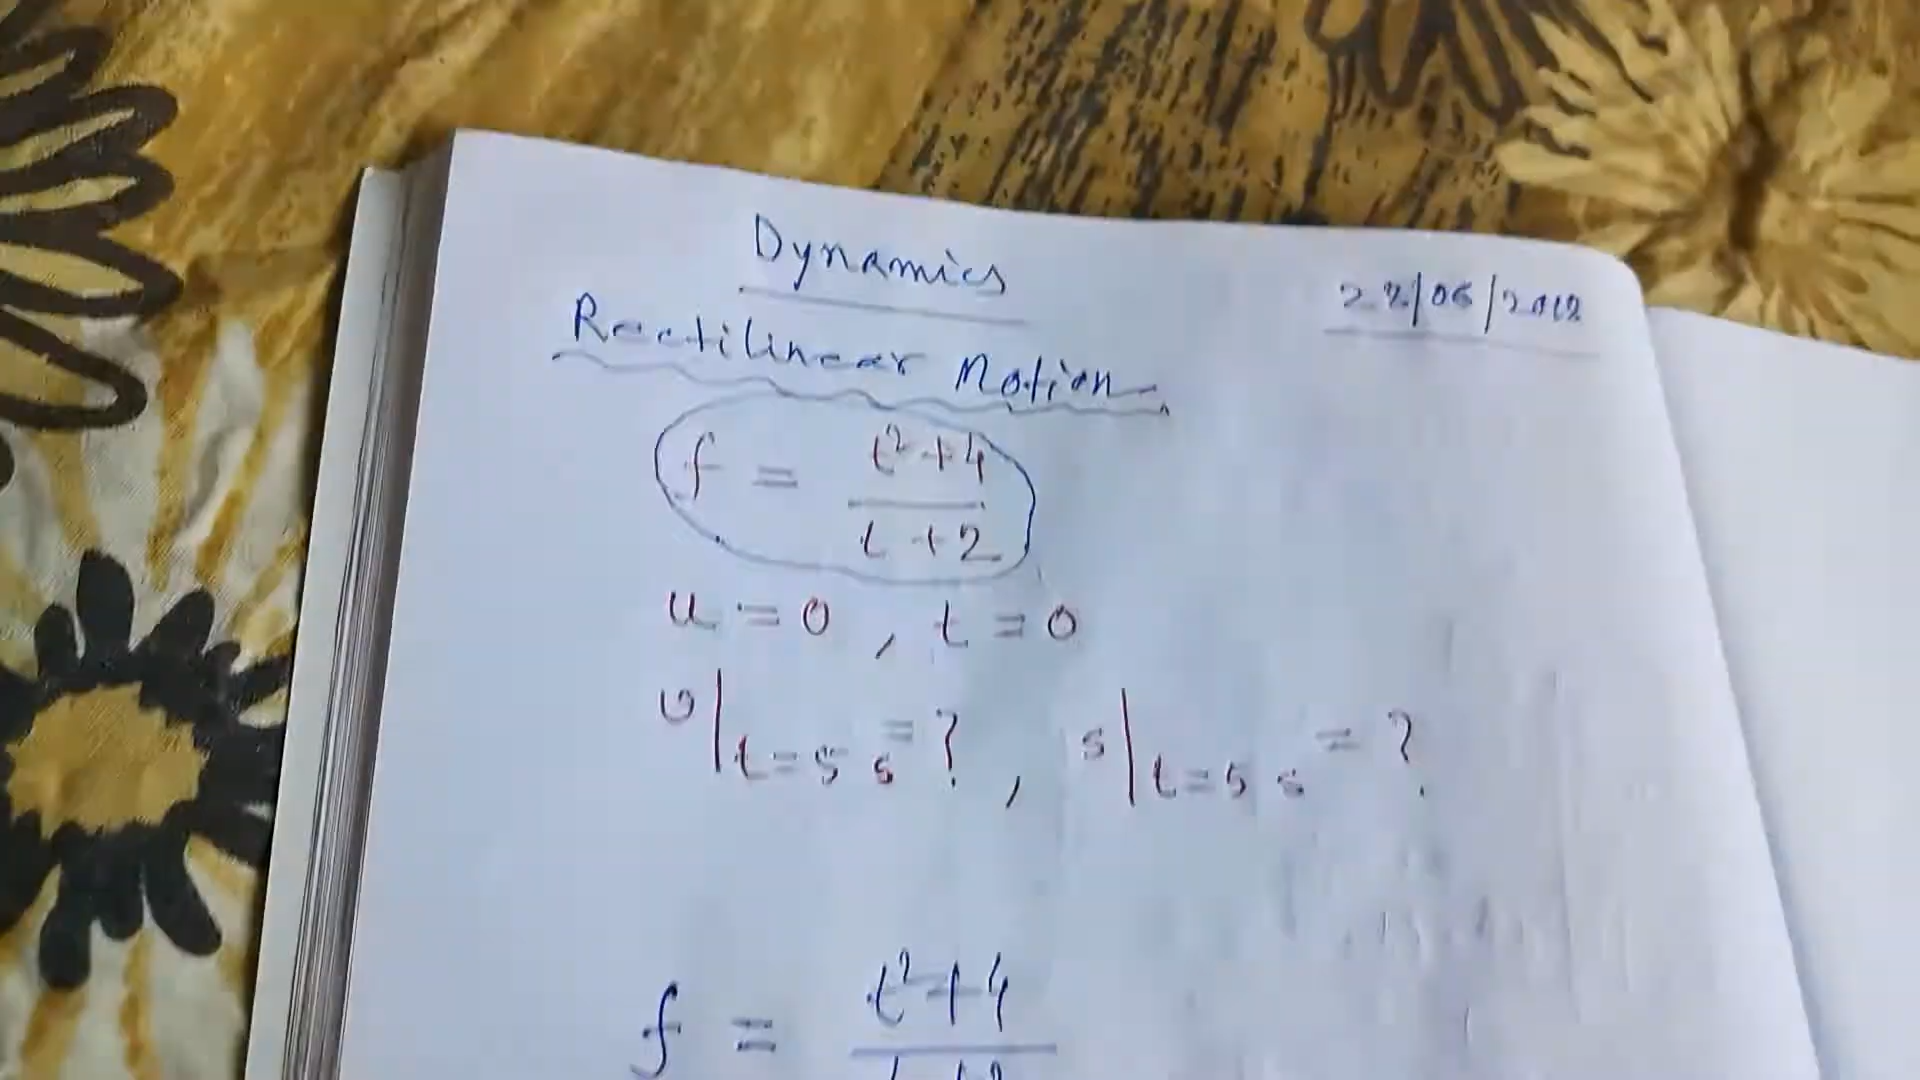 Dynamics
22/06/2012
Rectilinear Motion
f = t²+4
t+2
u = 0 , t = 0
v|t=5 s = ? , s|t=5 s = ?
f = t²+4